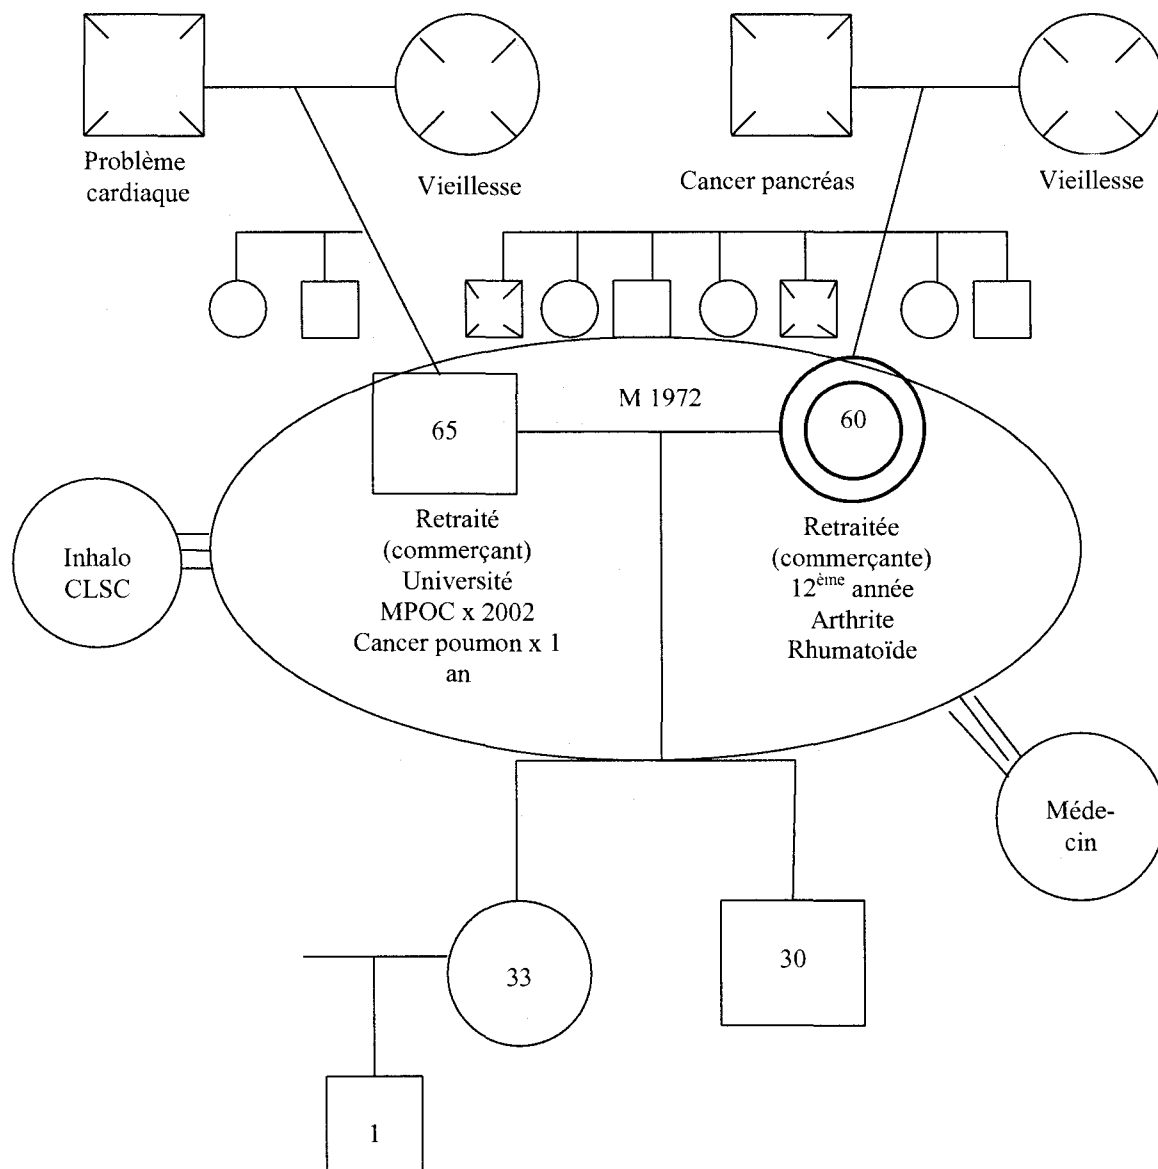 Problème
cardiaque
Vieillesse
Cancer pancréas
Vieillesse
M 1972
65
60
Retraité
(commerçant)
Université
MPOC x 2002
Cancer poumon x 1
an
Retraitée
(commerçante)
12ème année
Arthrite
Rhumatoïde
Inhalo
CLSC
Méde-
cin
33
30
1